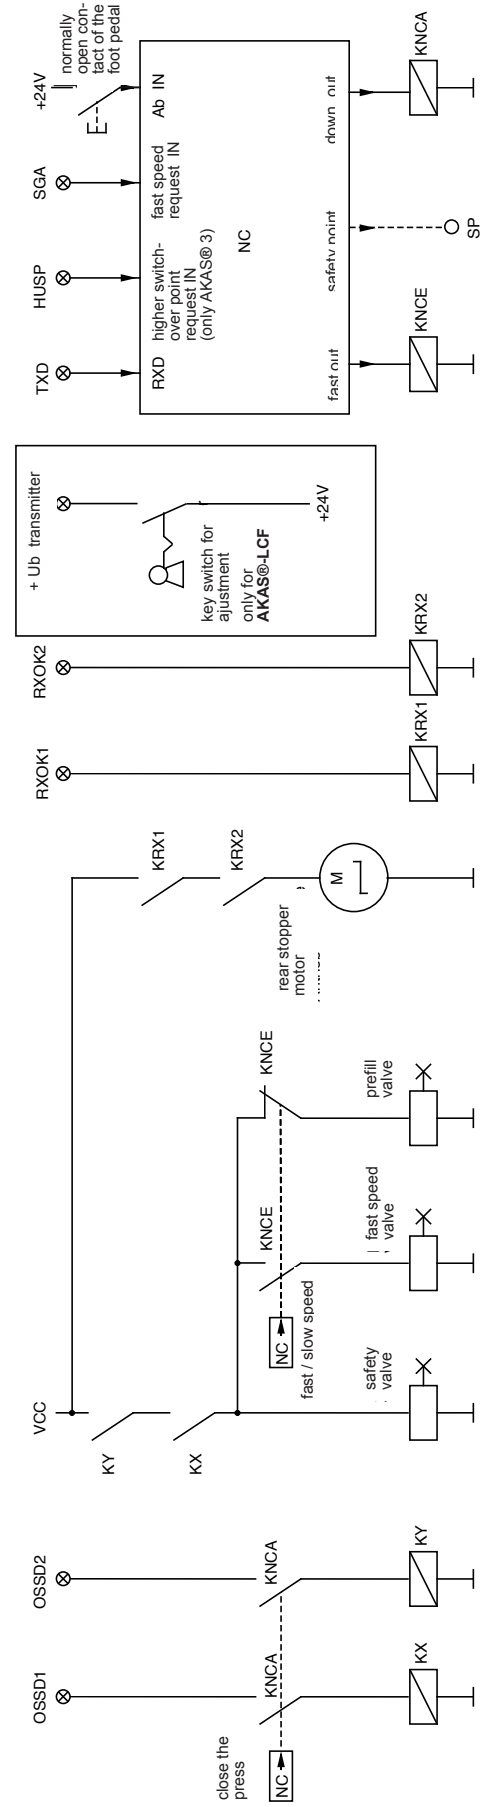 OSSD1
OSSD2
close the
press
NC
KNCA
KNCA
KX
KY
VCC
KY
KX
NC
fast / slow speed
KNCE
KNCE
safety
valve
fast speed
valve
prefill
valve
KRX1
KRX2
rear stopper
motor
M
RXOK1
RXOK2
KRX1
KRX2
+ Ub transmitter
key switch for
ajustment
only for
AKAS®-LCF
+24V
TXD
HUSP
SGA
+24V
normally
open con-
tact of the
foot pedal
RXD
higher switch-
over point
request IN
(only AKAS® 3)
fast speed
request IN
Ab IN
NC
fast out
safety point
down out
KNCE
SP
KNCA